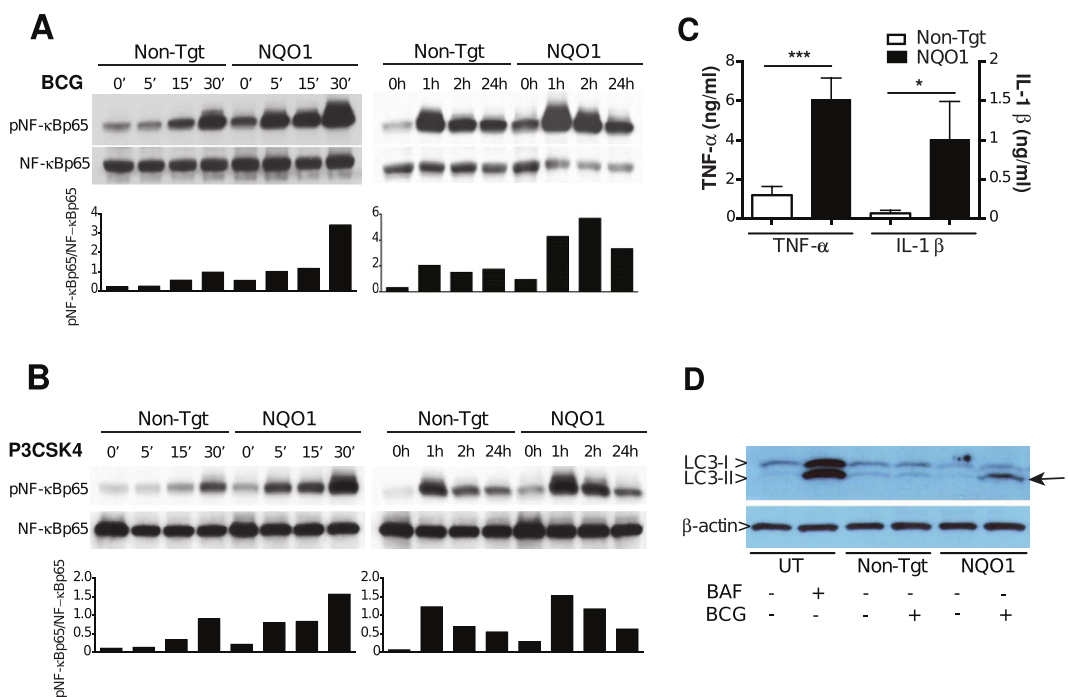 A
Non-Tgt NQO1 Non-Tgt NQO1
BCG 0' 5' 15' 30' 0' 5' 15' 30' 0h 1h 2h 24h 0h 1h 2h 24h
pNF-κBp65
NF-κBp65
pNF-κBp65/NF-κBp65
4
3
2
1
0
6
4
2
0
B
Non-Tgt NQO1 Non-Tgt NQO1
P3CSK4 0' 5' 15' 30' 0' 5' 15' 30' 0h 1h 2h 24h 0h 1h 2h 24h
pNF-κBp65
NF-κBp65
pNF-κBp65/NF-κBp65
2.0
1.5
1.0
0.5
0
2.0
1.5
1.0
0.5
0
C
Non-Tgt
NQO1
TNF-α (ng/ml)
8
6
4
2
0
***
*
2
1.5
1
0.5
0
IL-1 β (ng/ml)
TNF-α IL-1 β
D
LC3-I >
LC3-II>
β-actin>
UT Non-Tgt NQO1
BAF - + - - - -
BCG - - - + - +